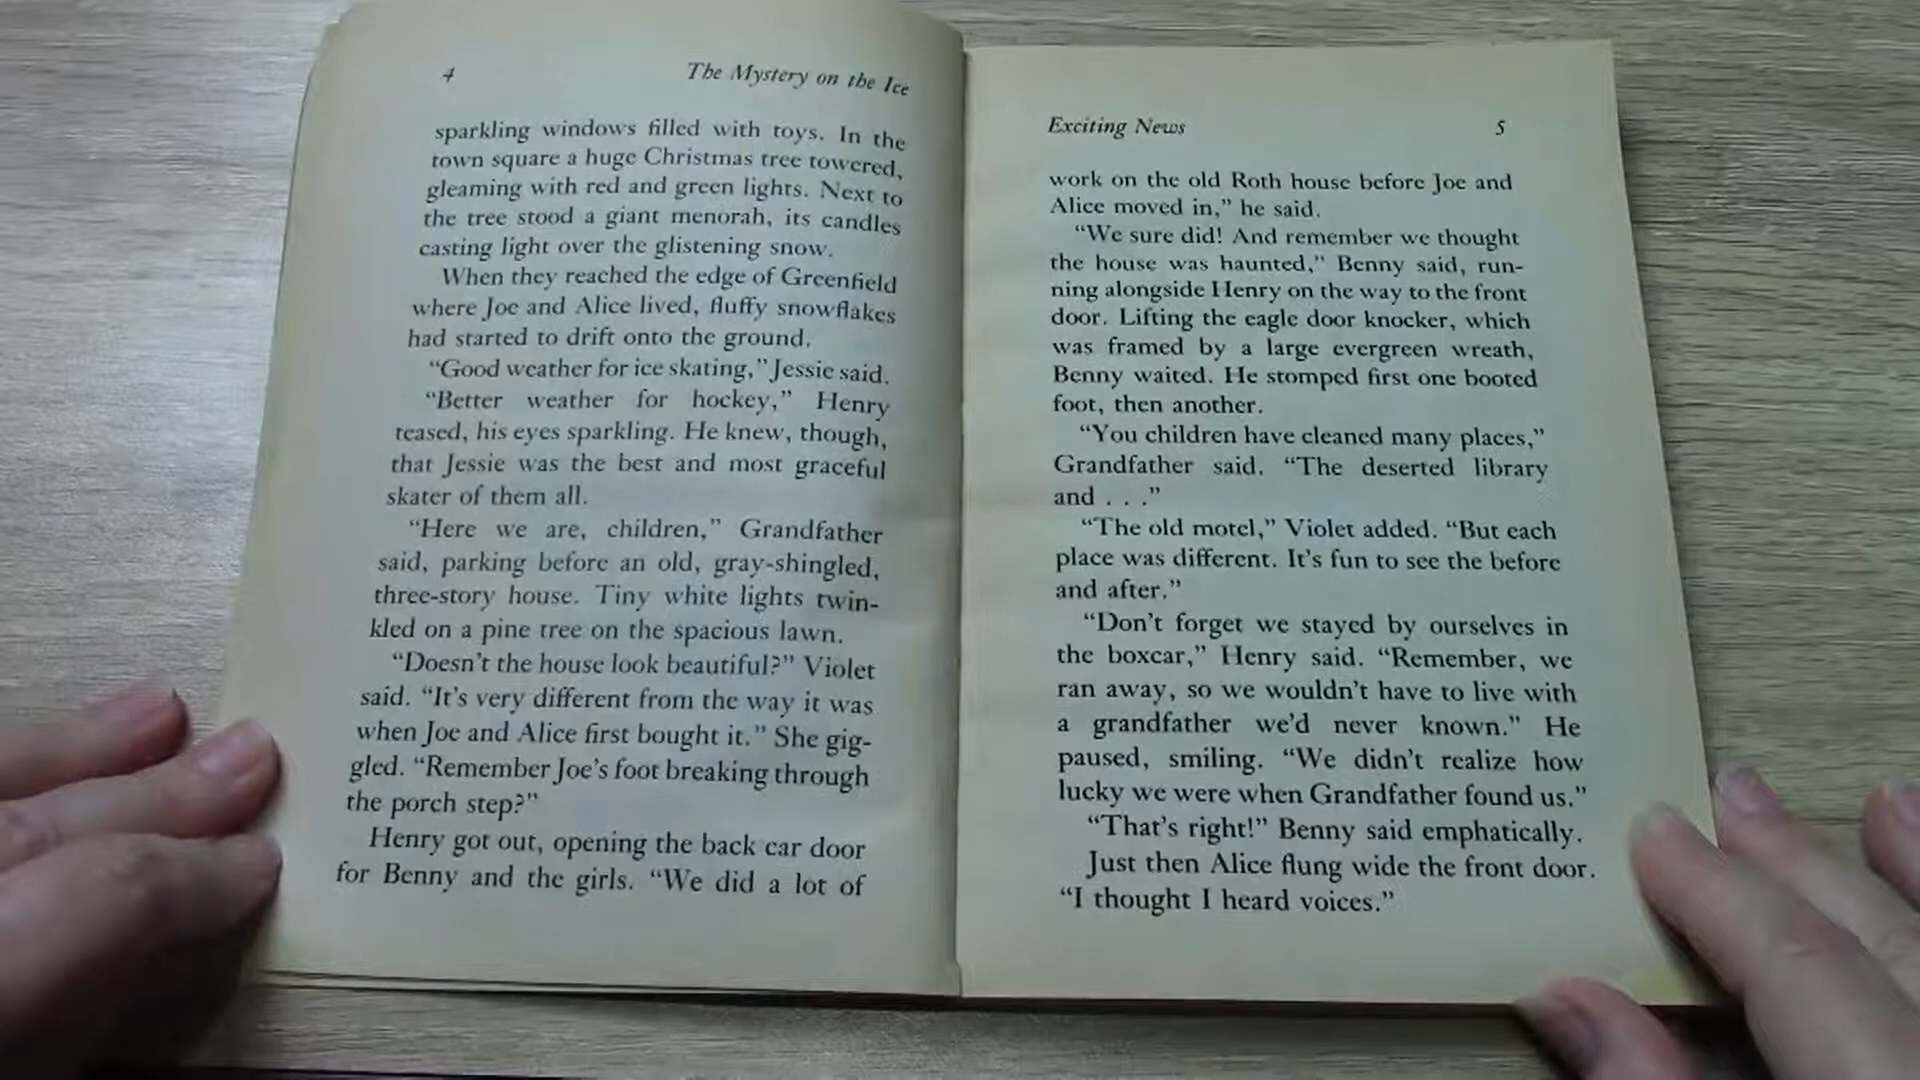 4 The Mystery on the Ice
sparkling windows filled with toys. In the
town square a huge Christmas tree towered,
gleaming with red and green lights. Next to
the tree stood a giant menorah, its candles
casting light over the glistening snow.
When they reached the edge of Greenfield
where Joe and Alice lived, fluffy snowflakes
had started to drift onto the ground.
“Good weather for ice skating,” Jessie said.
“Better weather for hockey,” Henry
teased, his eyes sparkling. He knew, though,
that Jessie was the best and most graceful
skater of them all.
“Here we are, children,” Grandfather
said, parking before an old, gray-shingled,
three-story house. Tiny white lights twin-
kled on a pine tree on the spacious lawn.
“Doesn’t the house look beautiful?” Violet
said. “It’s very different from the way it was
when Joe and Alice first bought it.” She gig-
gled. “Remember Joe’s foot breaking through
the porch step?”
Henry got out, opening the back car door
for Benny and the girls. “We did a lot of
Exciting News 5
work on the old Roth house before Joe and
Alice moved in,” he said.
“We sure did! And remember we thought
the house was haunted,” Benny said, run-
ning alongside Henry on the way to the front
door. Lifting the eagle door knocker, which
was framed by a large evergreen wreath,
Benny waited. He stomped first one booted
foot, then another.
“You children have cleaned many places,”
Grandfather said. “The deserted library
and . . .”
“The old motel,” Violet added. “But each
place was different. It’s fun to see the before
and after.”
“Don’t forget we stayed by ourselves in
the boxcar,” Henry said. “Remember, we
ran away, so we wouldn’t have to live with
a grandfather we’d never known.” He
paused, smiling. “We didn’t realize how
lucky we were when Grandfather found us.”
“That’s right!” Benny said emphatically.
Just then Alice flung wide the front door.
“I thought I heard voices.”